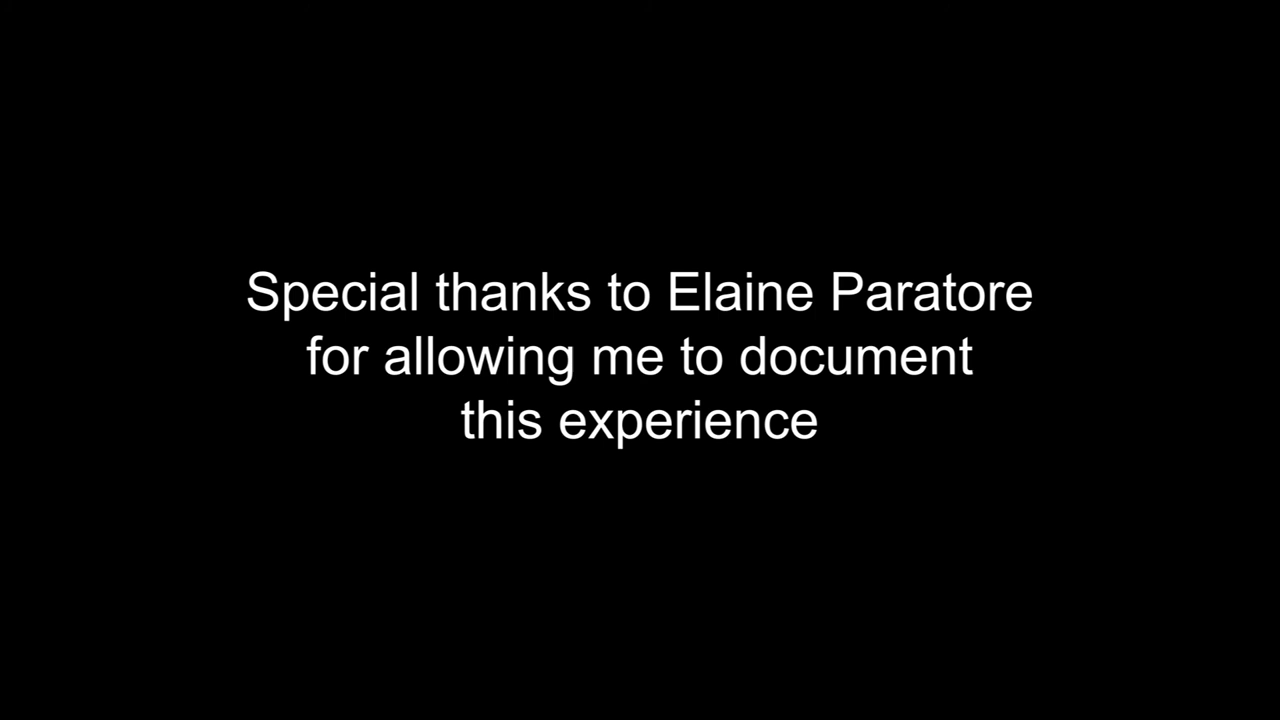 Special thanks to Elaine Paratore
for allowing me to document
this experience